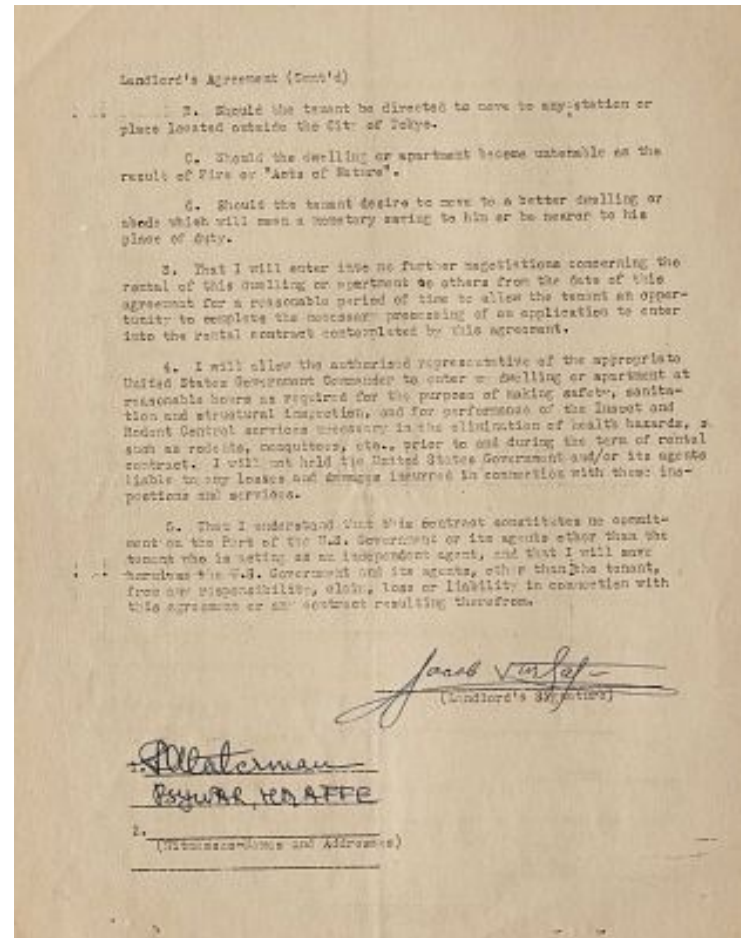 Landlord's Agreement (Cont'd)
B. Should the tenant be directed to move to any station or
place located outside the City of Tokyo.
C. Should the dwelling or apartment become untenable as the
result of Fire or "Acts of Nature".
d. Should the tenant desire to move to a better dwelling or
abode which will mean a monetary saving to him or be nearer to his
place of duty.
3. That I will enter into no further negotiations concerning the
rental of this dwelling or apartment to others from the date of this
agreement for a reasonable period of time to allow the tenant an oppor-
tunity to complete the necessary processing of an application to enter
into the rental contract contemplated by this agreement.
4. I will allow the authorized representative of the appropriate
United States Government Commander to enter dwelling or apartment at
reasonable hours as required for the purpose of making safety, sanita-
tion and structural inspection, and for performance of the Insect and
Rodent Control services necessary in the elimination of health hazards,
such as rodents, mosquitoes, etc., prior to and during the term of rental
contract. I will not hold the United States Government and/or its agents
liable to any losses and damages incurred in connection with these ins-
pections and services.
5. That I understand that this contract constitutes no commit-
ment on the Part of the U.S. Government or its agents other than the
tenant who is acting as an independent agent, and that I will save
harmless the U.S. Government and its agents, other than the tenant,
from any responsibility, claim, loss or liability in connection with
this agreement or any contract resulting therefrom.
Jacob
(Landlord's Signature)
1. Waterman
PSYWAR, HQ AFFE
2.
(Witnesses-Names and Addresses)